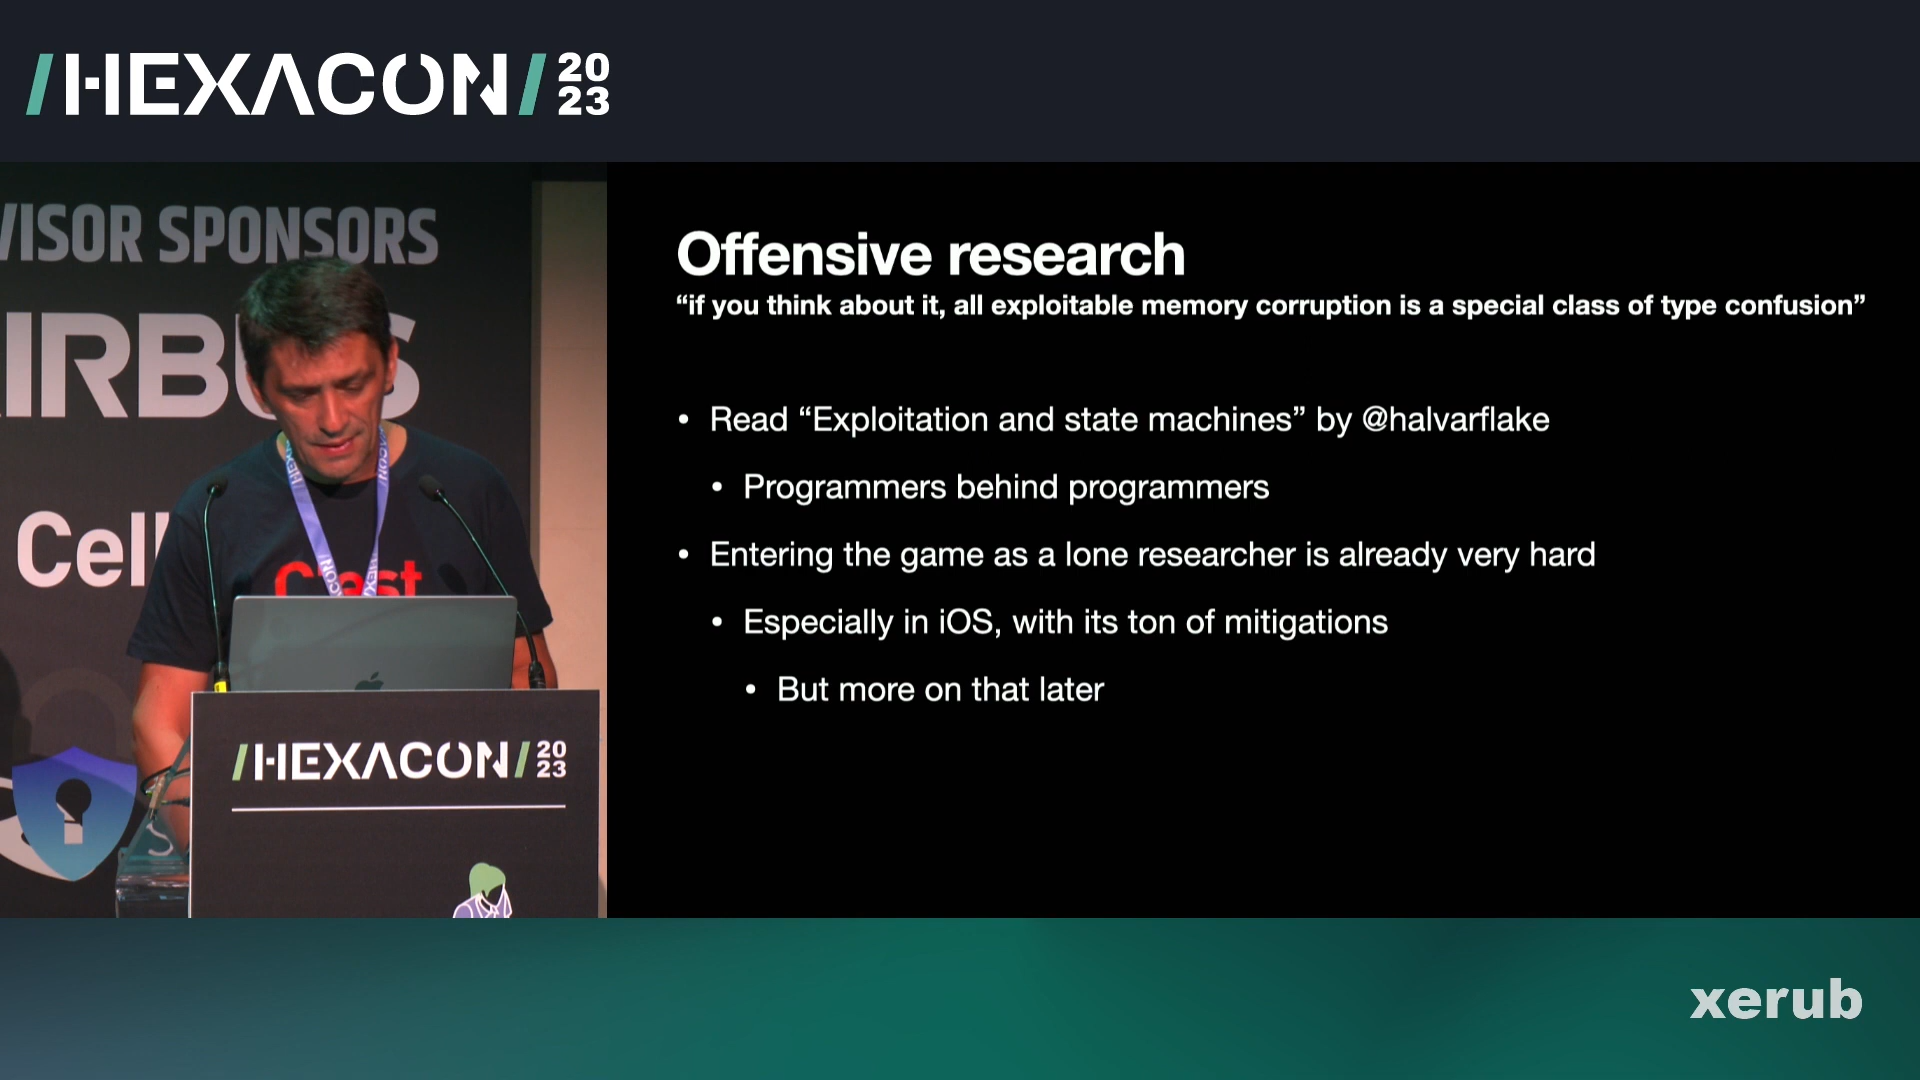 /HEXACON/ 20
23
VISOR SPONSORS
AIRBUS
Cell
HEXACON
Offensive research
“if you think about it, all exploitable memory corruption is a special class of type confusion”
• Read “Exploitation and state machines” by @halvarflake
• Programmers behind programmers
• Entering the game as a lone researcher is already very hard
• Especially in iOS, with its ton of mitigations
• But more on that later
/HEXACON/ 20
23
xerub